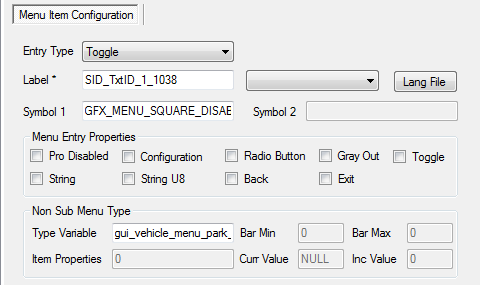 Menu Item Configuration
Entry Type Toggle
Label * SID_TxtID_1_1038 Lang File
Symbol 1 GFX_MENU_SQUARE_DISAE Symbol 2
Menu Entry Properties
Pro Disabled Configuration Radio Button Gray Out Toggle
String String U8 Back Exit
Non Sub Menu Type
Type Variable gui_vehicle_menu_park_ Bar Min 0 Bar Max 0
Item Properties 0 Curr Value NULL Inc Value 0